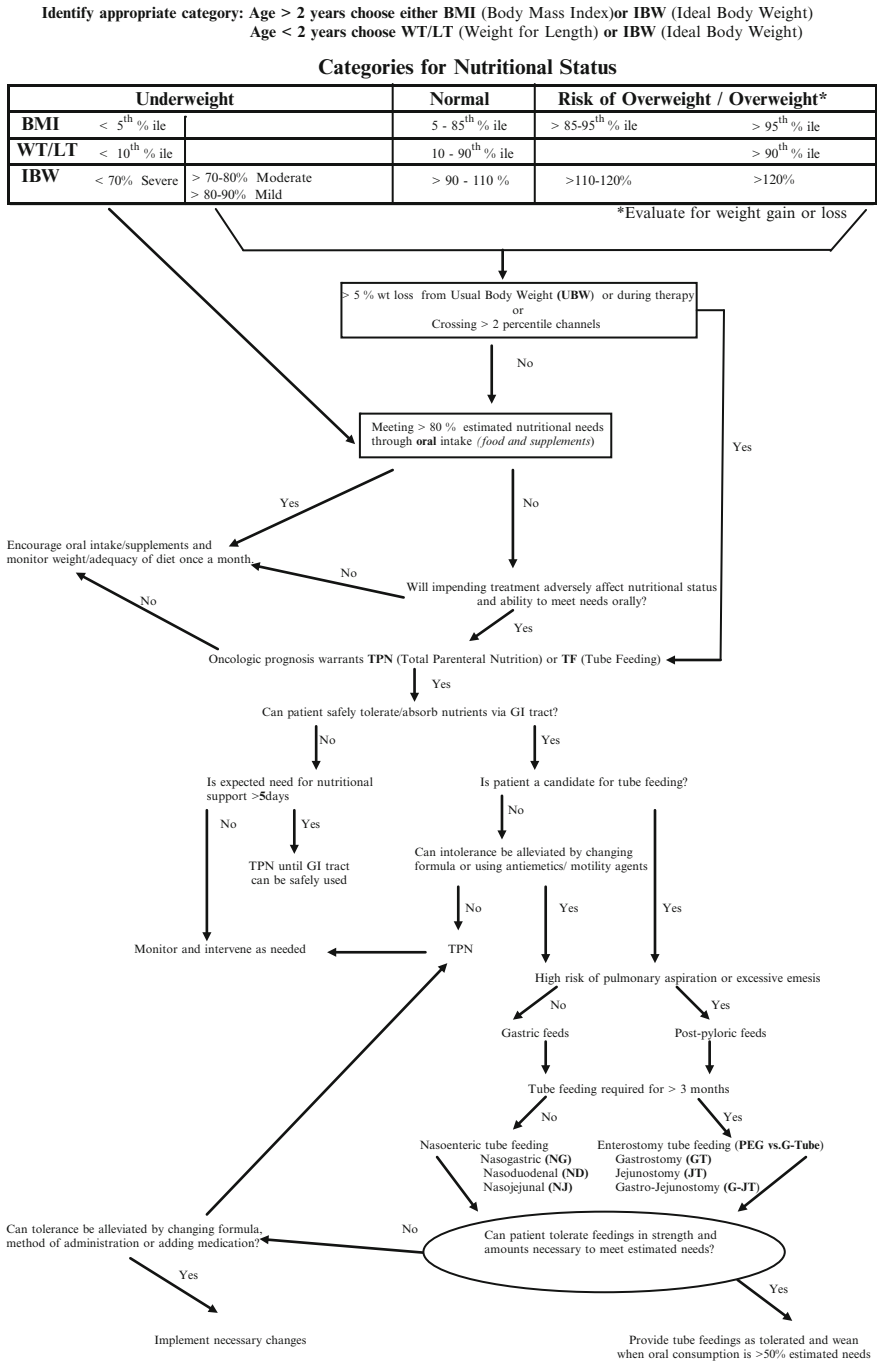 Identify appropriate category: Age > 2 years choose either BMI (Body Mass Index)or IBW (Ideal Body Weight)
Age < 2 years choose WT/LT (Weight for Length) or IBW (Ideal Body Weight)
Categories for Nutritional Status
Underweight Normal Risk of Overweight / Overweight*
BMI < 5th % ile 5 - 85th % ile > 85-95th % ile > 95th % ile
WT/LT < 10th % ile 10 - 90th % ile > 90th % ile
IBW < 70% Severe > 70-80% Moderate > 90 - 110 % >110-120% >120%
> 80-90% Mild
*Evaluate for weight gain or loss
> 5 % wt loss from Usual Body Weight (UBW) or during therapy
or
Crossing > 2 percentile channels
No
Yes
Meeting > 80 % estimated nutritional needs
through oral intake (food and supplements)
Yes
No
Encourage oral intake/supplements and
monitor weight/adequacy of diet once a month.
No
Will impending treatment adversely affect nutritional status
and ability to meet needs orally?
No
Yes
Oncologic prognosis warrants TPN (Total Parenteral Nutrition) or TF (Tube Feeding)
Yes
Can patient safely tolerate/absorb nutrients via GI tract?
No
Yes
Is expected need for nutritional
support >5days
Is patient a candidate for tube feeding?
No
Yes
No
TPN until GI tract
can be safely used
Can intolerance be alleviated by changing
formula or using antiemetics/ motility agents
No
Yes
Yes
Monitor and intervene as needed
TPN
High risk of pulmonary aspiration or excessive emesis
No
Yes
Gastric feeds
Post-pyloric feeds
Tube feeding required for > 3 months
No
Yes
Nasoenteric tube feeding
Nasogastric (NG)
Nasoduodenal (ND)
Nasojejunal (NJ)
Enterostomy tube feeding (PEG vs.G-Tube)
Gastrostomy (GT)
Jejunostomy (JT)
Gastro-Jejunostomy (G-JT)
Can tolerance be alleviated by changing formula,
method of administration or adding medication?
No
Can patient tolerate feedings in strength and
amounts necessary to meet estimated needs?
Yes
Yes
Implement necessary changes
Provide tube feedings as tolerated and wean
when oral consumption is >50% estimated needs